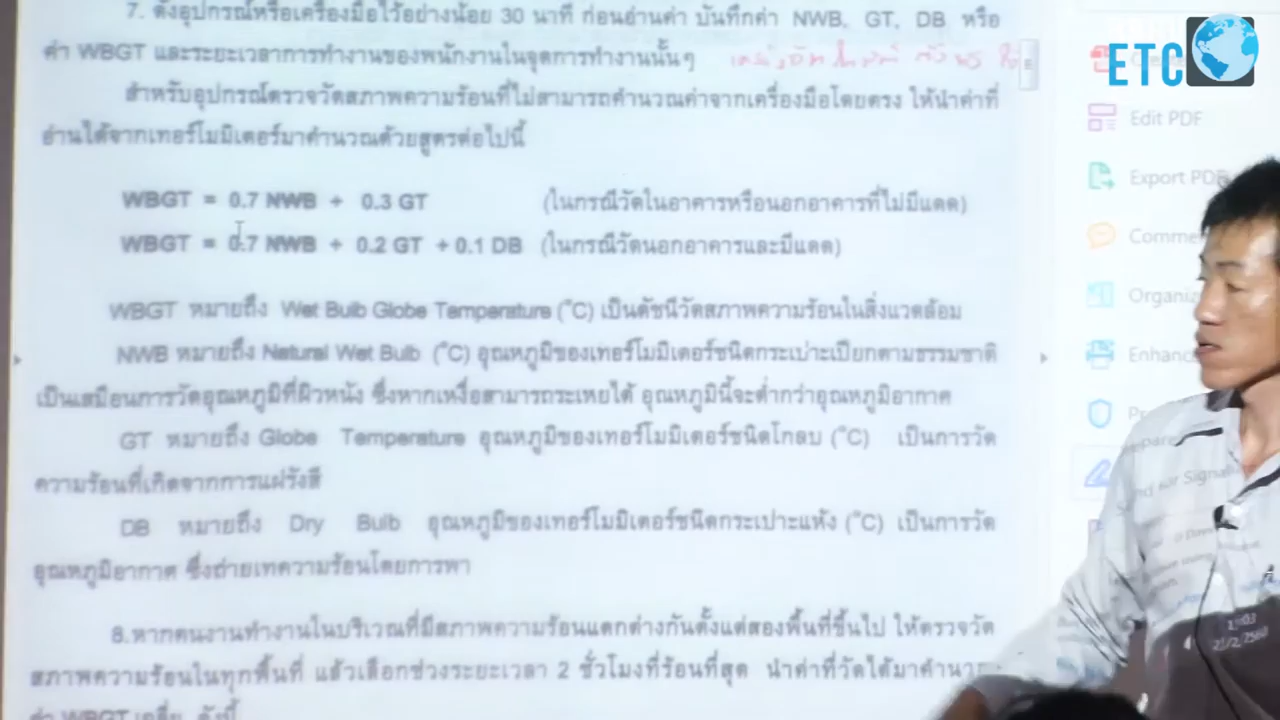 7. ตั้งอุปกรณ์หรือเครื่องมือไว้อย่างน้อย 30 นาที ก่อนอ่านค่า บันทึกค่า NWB, GT, DB หรือ
ค่า WBGT และระยะเวลาการทำงานของพนักงานในจุดการทำงานนั้นๆ
สำหรับอุปกรณ์ตรวจวัดสภาพความร้อนที่ไม่สามารถคำนวณค่าจากเครื่องมือโดยตรง ให้นำค่าที่
อ่านได้จากเทอร์โมมิเตอร์มาคำนวณด้วยสูตรต่อไปนี้
WBGT = 0.7 NWB + 0.3 GT (ในกรณีวัดในอาคารหรือนอกอาคารที่ไม่มีแดด)
WBGT = 0.7 NWB + 0.2 GT + 0.1 DB (ในกรณีวัดนอกอาคารและมีแดด)
WBGT หมายถึง Wet Bulb Globe Temperature (°C) เป็นดัชนีวัดสภาพความร้อนในสิ่งแวดล้อม
NWB หมายถึง Natural Wet Bulb (°C) อุณหภูมิของเทอร์โมมิเตอร์ชนิดกระเปาะเปียกตามธรรมชาติ
เป็นเสมือนการวัดอุณหภูมิที่ผิวหนัง ซึ่งหากเหงื่อสามารถระเหยได้ อุณหภูมินี้จะต่ำกว่าอุณหภูมิอากาศ
GT หมายถึง Globe Temperature อุณหภูมิของเทอร์โมมิเตอร์ชนิดโกลบ (°C) เป็นการวัด
ความร้อนที่เกิดจากการแผ่รังสี
DB หมายถึง Dry Bulb อุณหภูมิของเทอร์โมมิเตอร์ชนิดกระเปาะแห้ง (°C) เป็นการวัด
อุณหภูมิอากาศ ซึ่งถ่ายเทความร้อนโดยการพา
8.หากคนงานทำงานในบริเวณที่มีสภาพความร้อนแตกต่างกันตั้งแต่สองพื้นที่ขึ้นไป ให้ตรวจวัด
สภาพความร้อนในทุกพื้นที่ แล้วเลือกช่วงระยะเวลา 2 ชั่วโมงที่ร้อนที่สุด นำค่าที่วัดได้มาคำนวณ
ค่า WBGT เฉลี่ย ดังนี้
ETC
Edit PDF
Export PDF